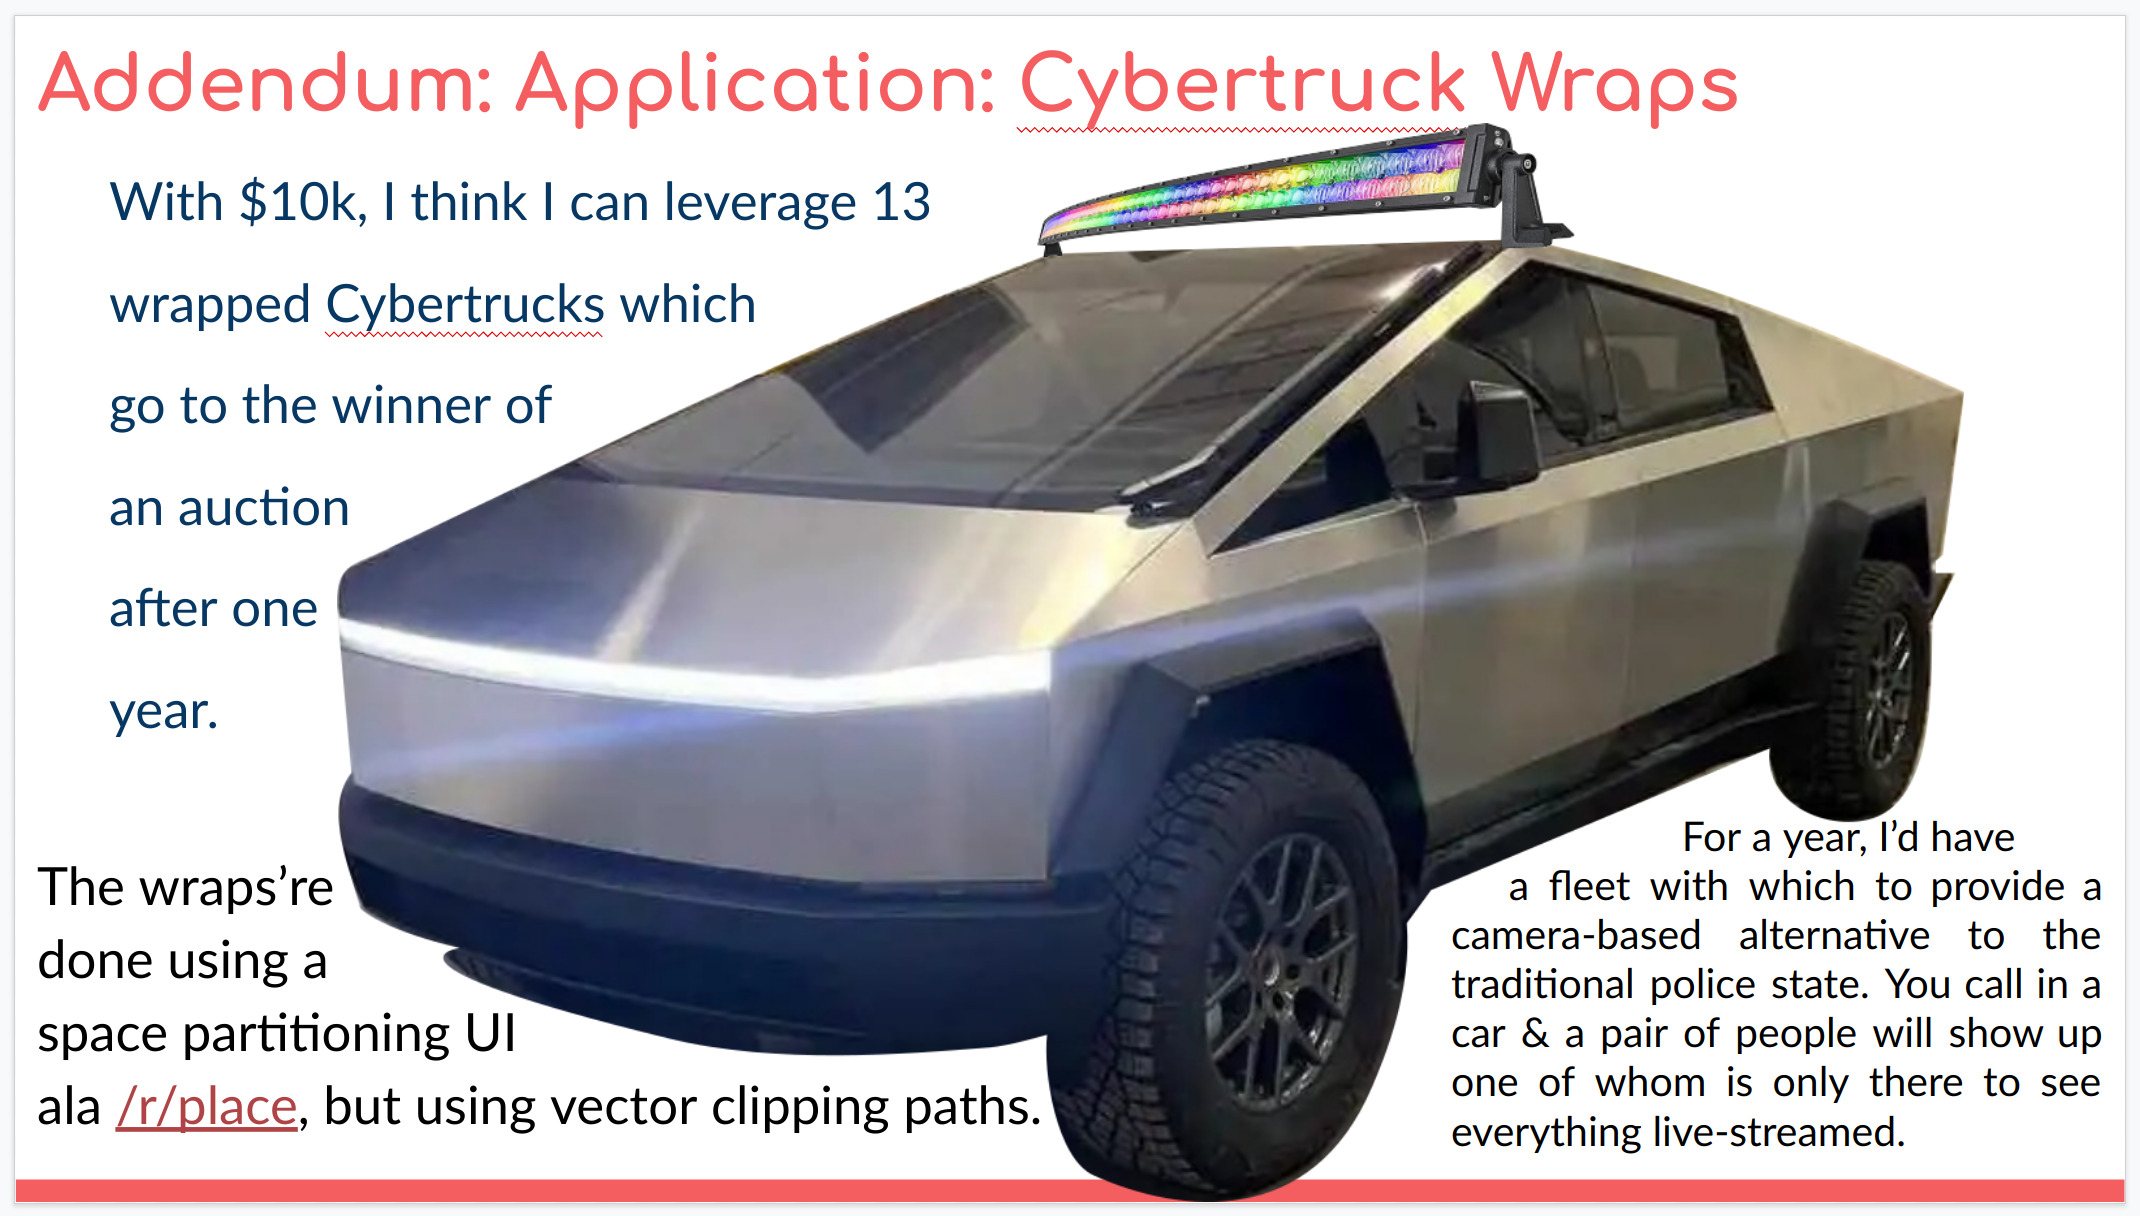 Addendum: Application: Cybertruck Wraps
With $10k, I think I can leverage 13
wrapped Cybertrucks which
go to the winner of
an auction
after one
year.
The wraps’re
done using a
space partitioning UI
ala /r/place, but using vector clipping paths.
For a year, I’d have
a fleet with which to provide a
camera-based alternative to the
traditional police state. You call in a
car & a pair of people will show up
one of whom is only there to see
everything live-streamed.